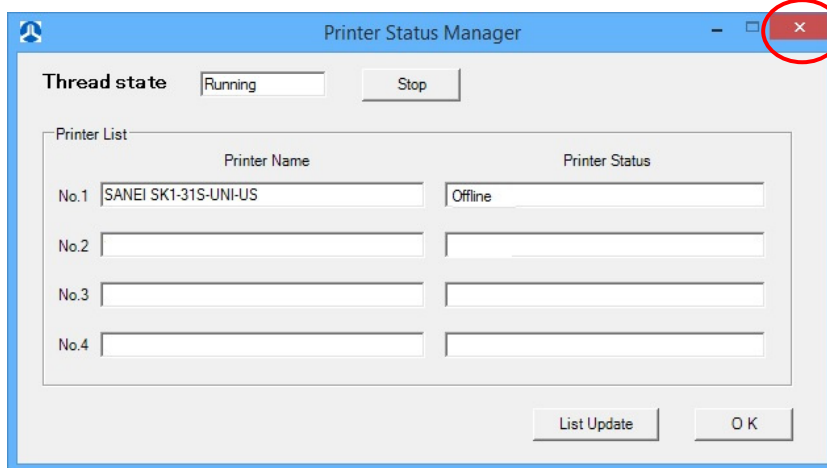 Printer Status Manager
Thread state Running Stop
Printer List
Printer Name Printer Status
No.1 SANEI SK1-31S-UNI-US Offline
No.2
No.3
No.4
List Update O K